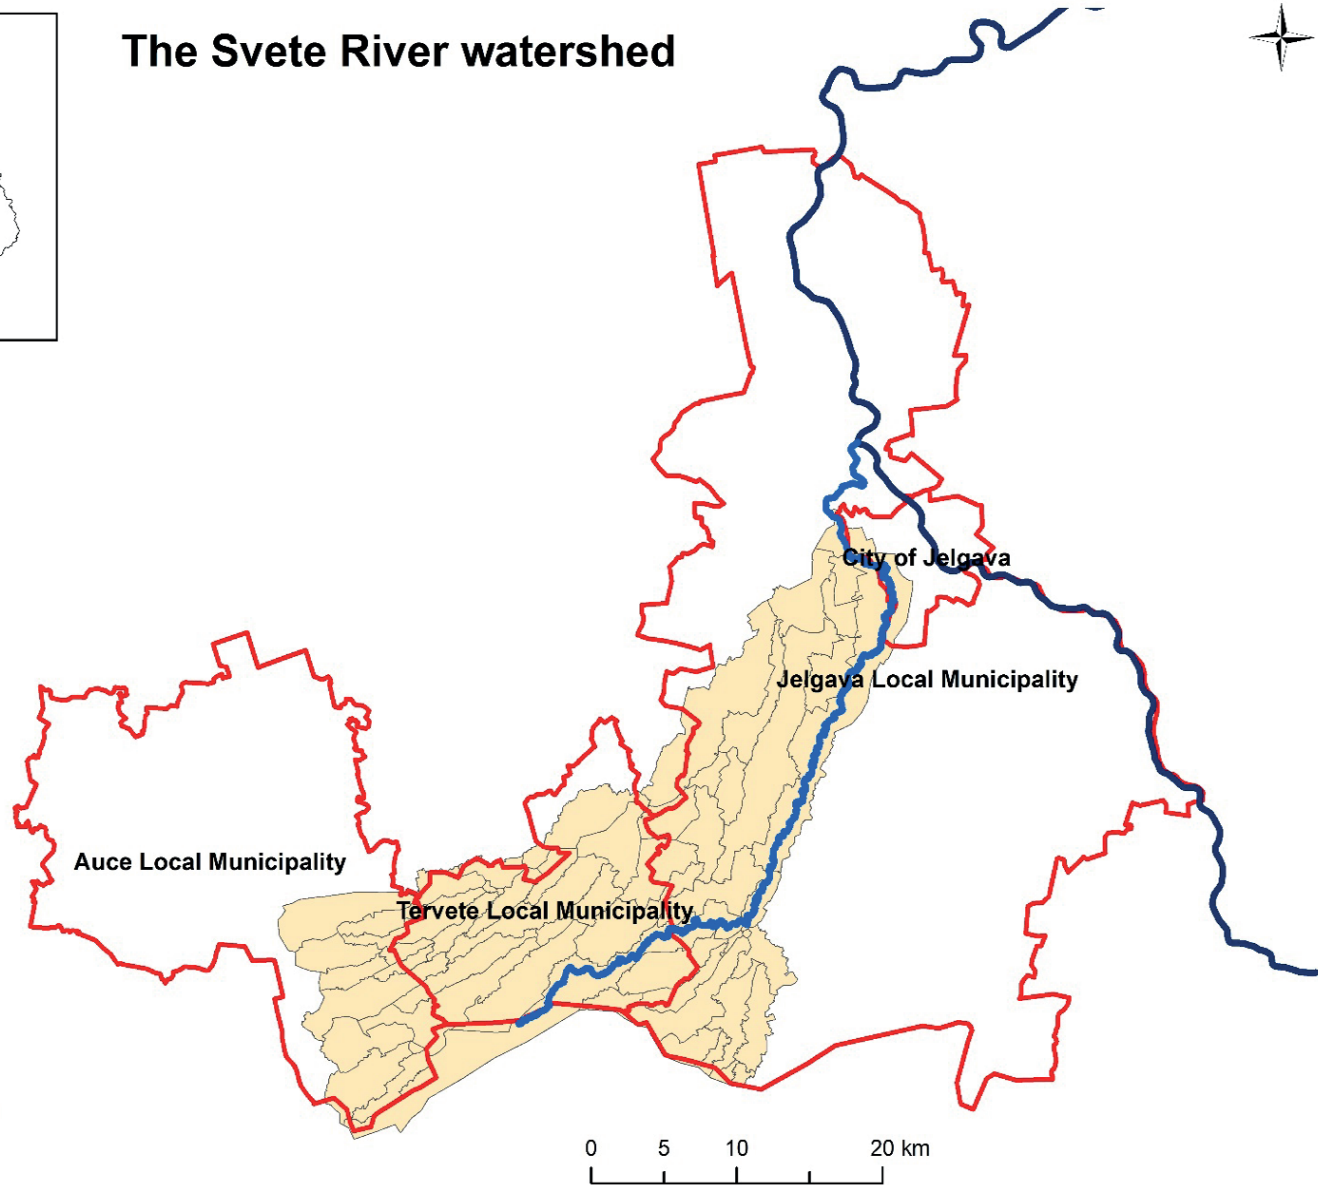 The Svete River watershed
City of Jelgava
Jelgava Local Municipality
Auce Local Municipality
Tervete Local Municipality
0 5 10 20 km